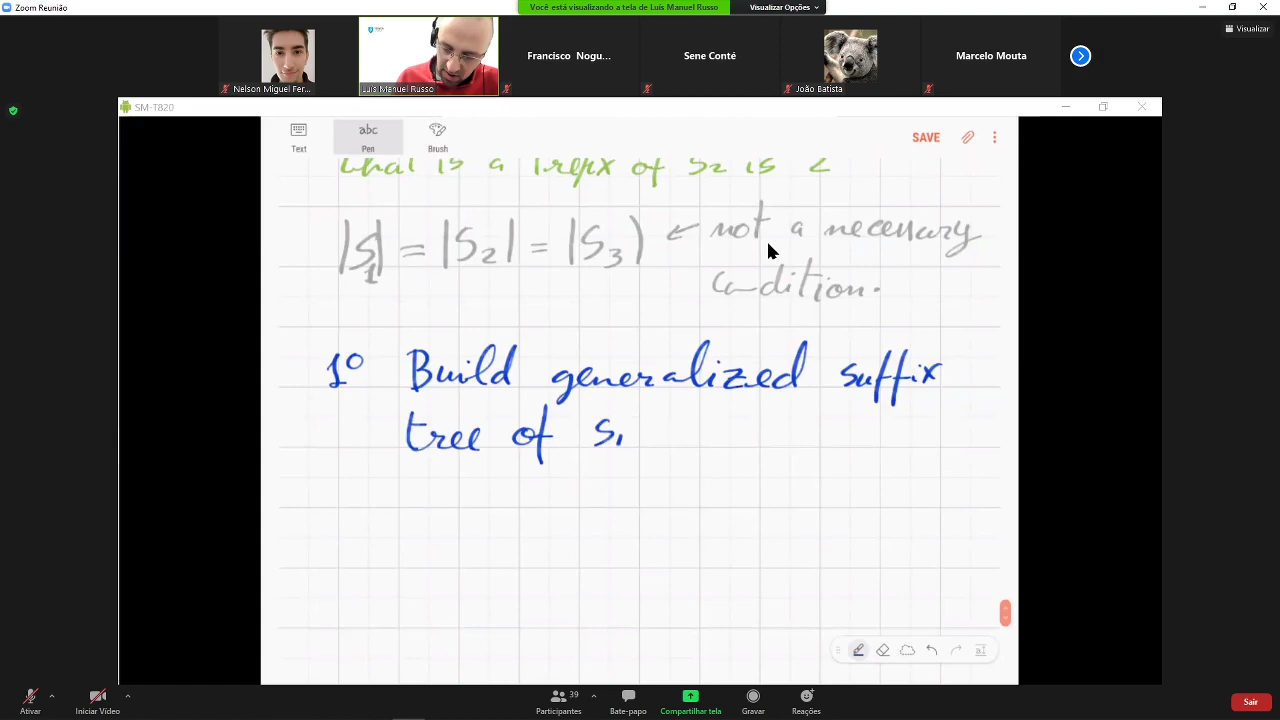 Zoom Reunião
Você está visualizando a tela de Luís Manuel Russo
Visualizar Opções
Visualizar
Nelson Miguel Fer...
Luís Manuel Russo
Francisco Nogu...
Sene Conté
João Batista
Marcelo Mouta
SM-T820
Text
abc
Pen
Brush
SAVE
that is a of S2 is
|S1| = |S2| = |S3| ← not a necessary
condition.
1º Build generalized suffix
tree of S1
Iniciar Vídeo
Ativar
39
Participantes
Bate-papo
Compartilhar tela
Gravar
Reações
Sair